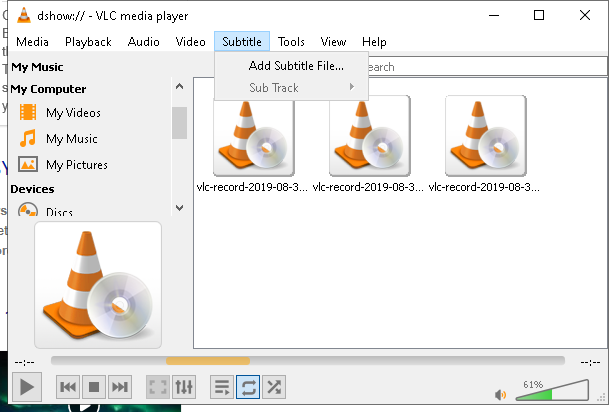 dshow:// - VLC media player
Media Playback Audio Video Subtitle Tools View Help
Add Subtitle File...
Sub Track
My Music
My Computer
My Videos
My Music
My Pictures
Devices
Discs
vlc-record-2019-08-3... vlc-record-2019-08-3... vlc-record-2019-08-3...
--:-- --:--
61%